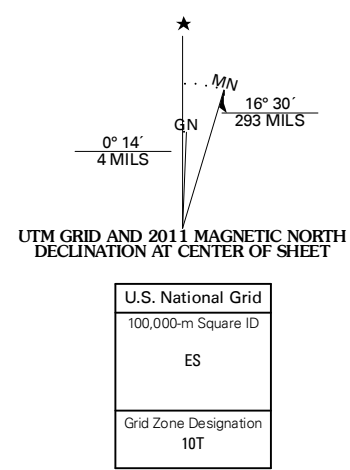 ★
MN
GN
16° 30´
293 MILS
0° 14´
4 MILS
UTM GRID AND 2011 MAGNETIC NORTH
DECLINATION AT CENTER OF SHEET
U.S. National Grid
100,000-m Square ID
ES
Grid Zone Designation
10T